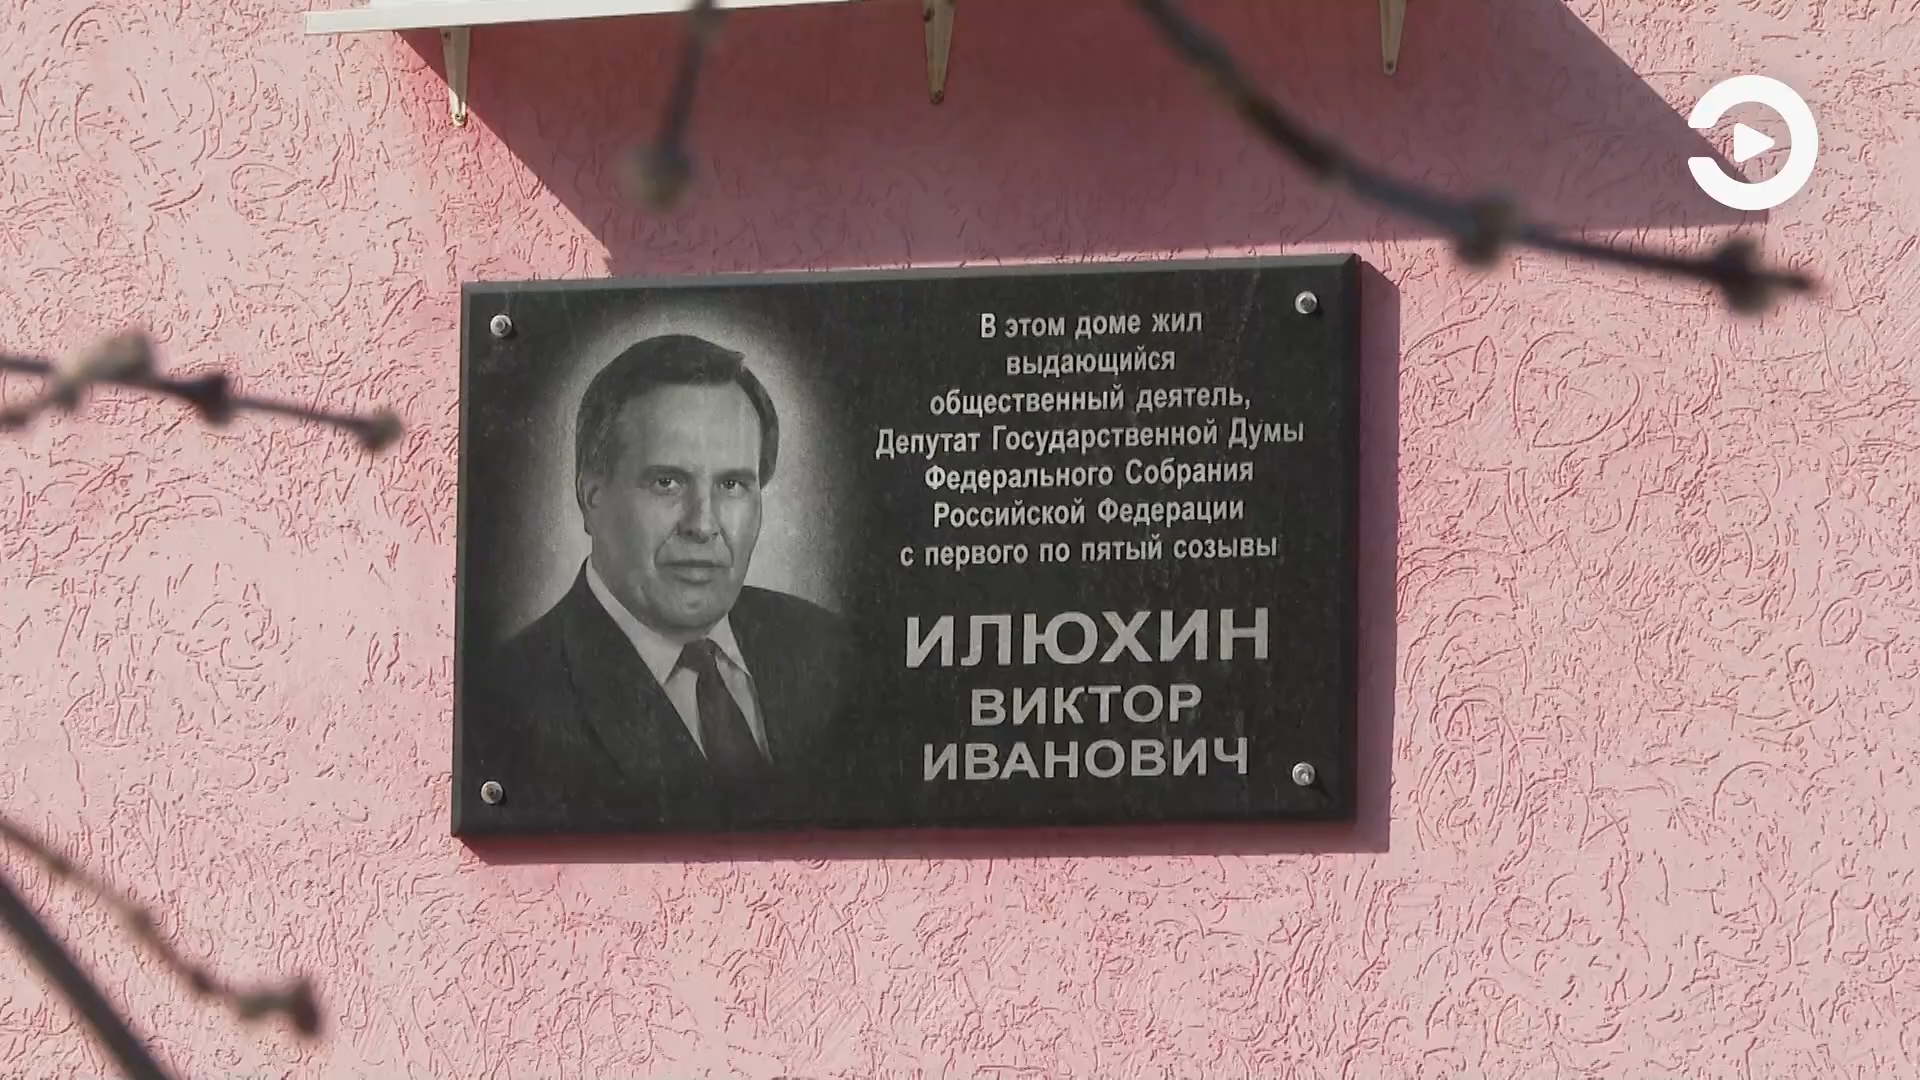 В этом доме жил
выдающийся
общественный деятель,
Депутат Государственной Думы
Федерального Собрания
Российской Федерации
с первого по пятый созывы
ИЛЮХИН
ВИКТОР
ИВАНОВИЧ